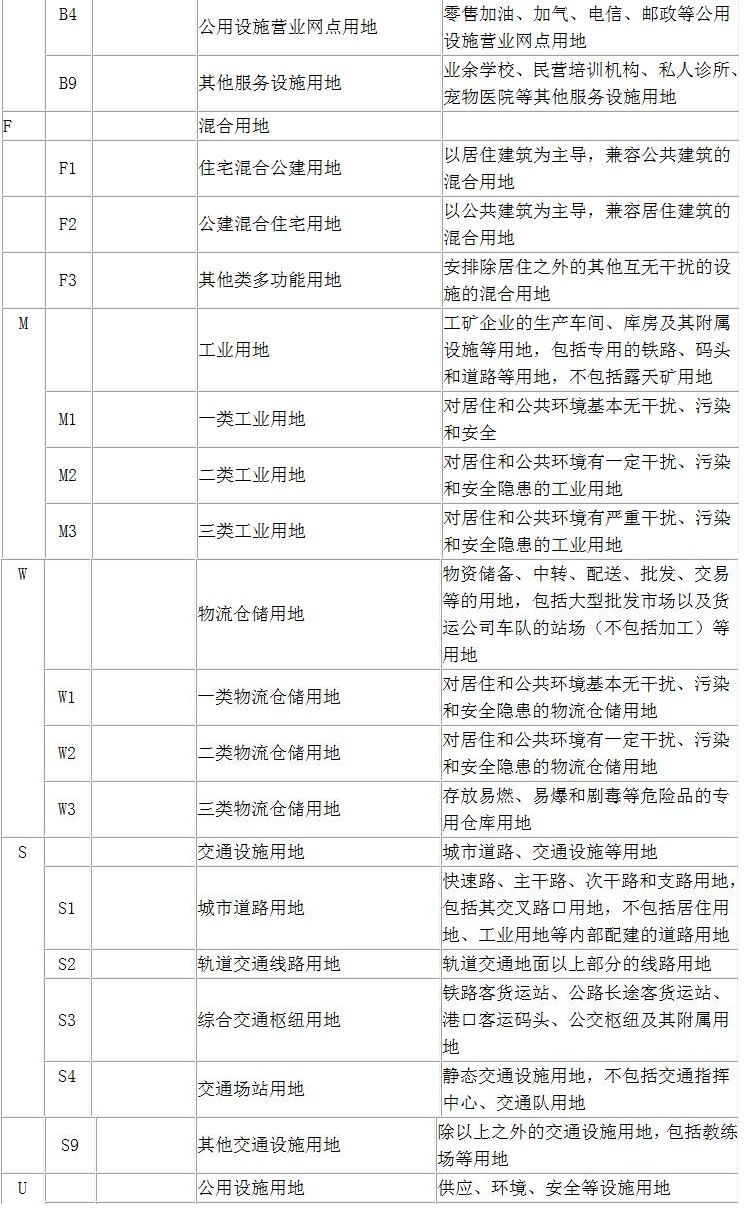 B4
公用设施营业网点用地
零售加油、加气、电信、邮政等公用
设施营业网点用地
B9
其他服务设施用地
业余学校、民营培训机构、私人诊所、
宠物医院等其他服务设施用地
F
混合用地
F1
住宅混合公建用地
以居住建筑为主导，兼容公共建筑的
混合用地
F2
公建混合住宅用地
以公共建筑为主导，兼容居住建筑的
混合用地
F3
其他类多功能用地
安排除居住之外的其他互无干扰的设
施的混合用地
M
工业用地
工矿企业的生产车间、库房及其附属
设施等用地，包括专用的铁路、码头
和道路等用地，不包括露天矿用地
M1
一类工业用地
对居住和公共环境基本无干扰、污染
和安全
M2
二类工业用地
对居住和公共环境有一定干扰、污染
和安全隐患的工业用地
M3
三类工业用地
对居住和公共环境有严重干扰、污染
和安全隐患的工业用地
W
物流仓储用地
物资储备、中转、配送、批发、交易
等的用地，包括大型批发市场以及货
运公司车队的站场（不包括加工）等
用地
W1
一类物流仓储用地
对居住和公共环境基本无干扰、污染
和安全隐患的物流仓储用地
W2
二类物流仓储用地
对居住和公共环境有一定干扰、污染
和安全隐患的物流仓储用地
W3
三类物流仓储用地
存放易燃、易爆和剧毒等危险品的专
用仓库用地
S
交通设施用地
城市道路、交通设施等用地
S1
城市道路用地
快速路、主干路、次干路和支路用地，
包括其交叉路口用地，不包括居住用
地、工业用地等内部配建的道路用地
S2
轨道交通线路用地
轨道交通地面以上部分的线路用地
S3
综合交通枢纽用地
铁路客货运站、公路长途客货运站、
港口客运码头、公交枢纽及其附属用
地
S4
交通场站用地
静态交通设施用地，不包括交通指挥
中心、交通队用地
S9
其他交通设施用地
除以上之外的交通设施用地，包括教练
场等用地
U
公用设施用地
供应、环境、安全等设施用地